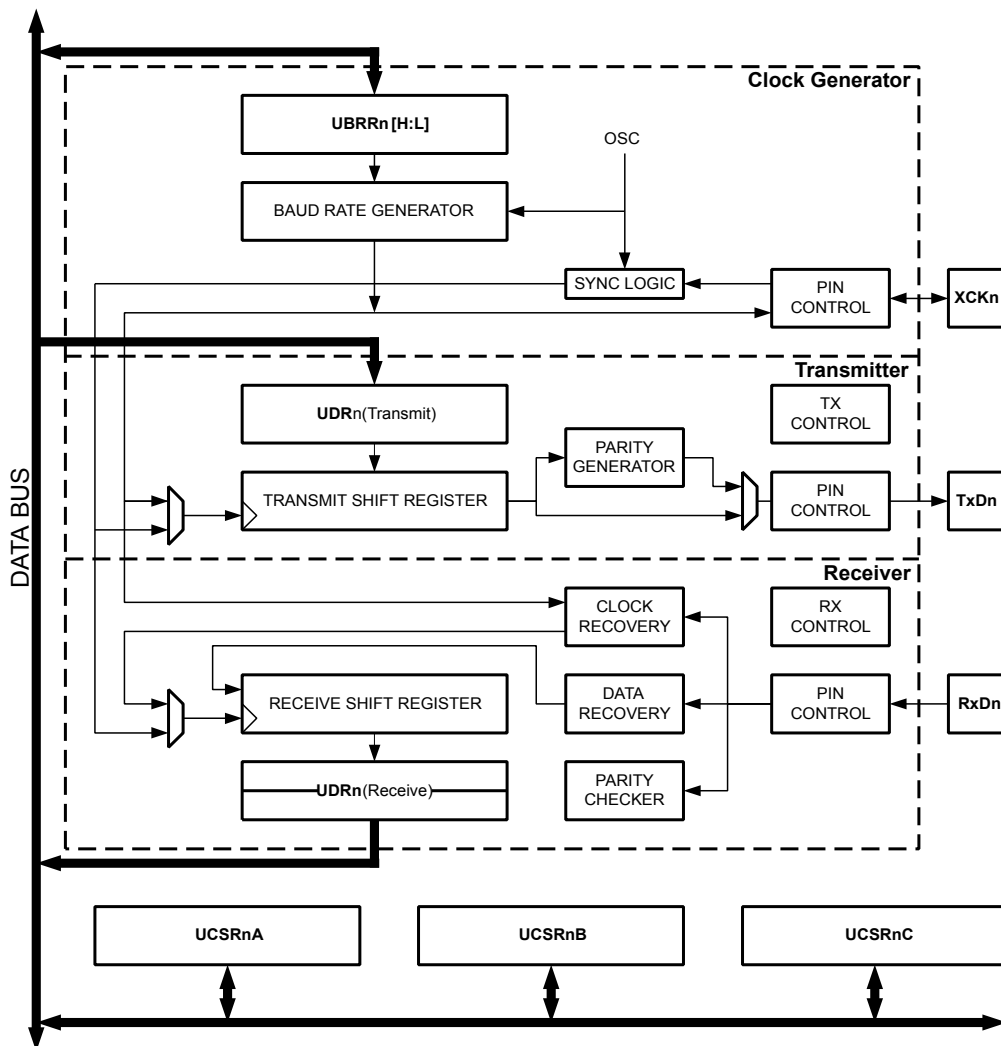 Clock Generator
UBRRn [H:L]
OSC
BAUD RATE GENERATOR
SYNC LOGIC
PIN
CONTROL
XCKn
Transmitter
TX
CONTROL
UDRn(Transmit)
PARITY
GENERATOR
TRANSMIT SHIFT REGISTER
PIN
CONTROL
TxDn
DATA BUS
Receiver
CLOCK
RECOVERY
RX
CONTROL
RECEIVE SHIFT REGISTER
DATA
RECOVERY
PIN
CONTROL
RxDn
UDRn(Receive)
PARITY
CHECKER
UCSRnA
UCSRnB
UCSRnC